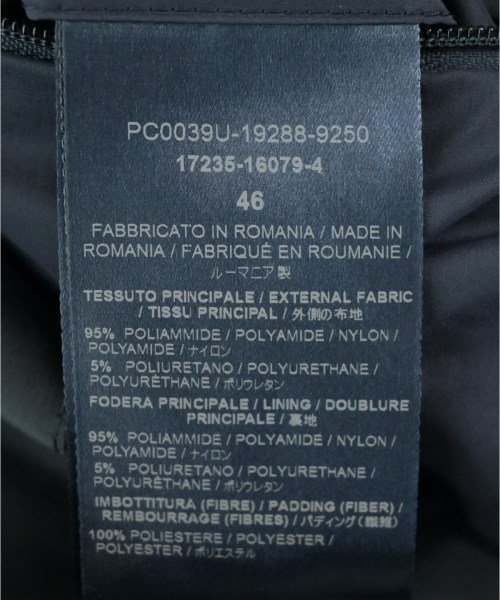 PC0039U-19288-9250
17235-16079-4
46
FABBRICATO IN ROMANIA / MADE IN
ROMANIA / FABRIQUÉ EN ROUMANIE /
ルーマニア製
TESSUTO PRINCIPALE / EXTERNAL FABRIC
/ TISSU PRINCIPAL / 外側の布地
95% POLIAMMIDE / POLYAMIDE / NYLON /
POLYAMIDE / ナイロン
5% POLIURETANO / POLYURETHANE /
POLYURÉTHANE / ポリウレタン
FODERA PRINCIPALE / LINING / DOUBLURE
PRINCIPALE / 裏地
95% POLIAMMIDE / POLYAMIDE / NYLON /
POLYAMIDE / ナイロン
5% POLIURETANO / POLYURETHANE /
POLYURÉTHANE / ポリウレタン
IMBOTTITURA (FIBRE) / PADDING (FIBER) /
REMBOURRAGE (FIBRES) / パディング (繊維)
100% POLIESTERE / POLYESTER /
POLYESTER / ポリエステル